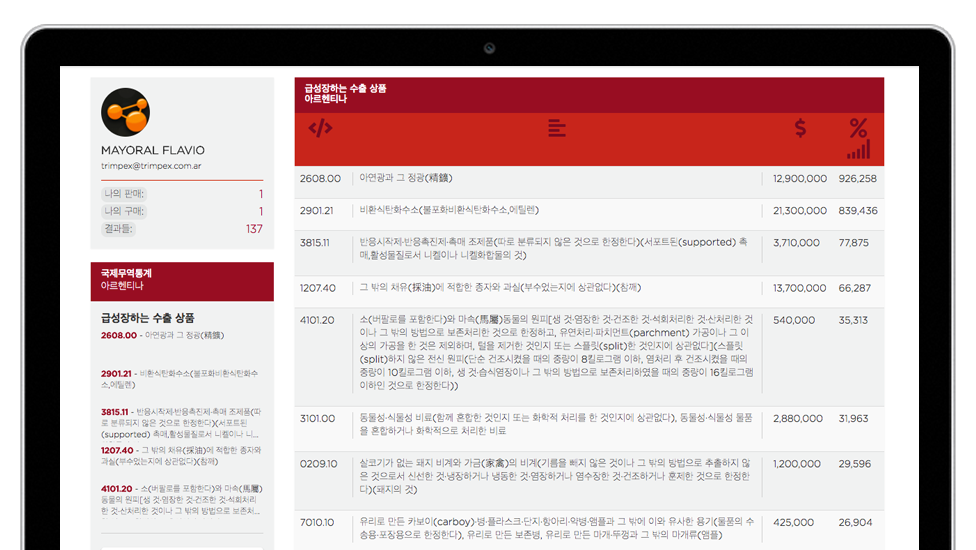 MAYORAL FLAVIO
trimpex@trimpex.com.ar
나의 판매: 1
나의 구매: 1
결과들: 137
국제무역통계
아르헨티나
급성장하는 수출 상품
2608.00 - 아연광과 그 정광(精鑛)
2901.21 - 비환식탄화수소(불포화비환식탄화수
소,에틸렌)
3815.11 - 반응시작제·반응촉진제·촉매 조제품(따
로 분류되지 않은 것으로 한정한다)(서포트된
(supported) 촉매,활성물질로서 니켈이나 니...
1207.40 - 그 밖의 채유(採油)에 적합한 종자와
과실(부수었는지에 상관없다)(참깨)
4101.20 - 소(버팔로를 포함한다)와 마속(馬屬)
동물의 원피[생 것·염장한 것·건조한 것·석회처리
한 것·산처리한 것이나 그 밖의 방법으로 보존처...
급성장하는 수출 상품
아르헨티나
</> $ %
2608.00 아연광과 그 정광(精鑛) 12,900,000 926,258
2901.21 비환식탄화수소(불포화비환식탄화수소,에틸렌) 21,300,000 839,436
3815.11 반응시작제·반응촉진제·촉매 조제품(따로 분류되지 않은 것으로 한정한다)(서포트된(supported) 촉 3,710,000 77,875
매,활성물질로서 니켈이나 니켈화합물의 것)
1207.40 그 밖의 채유(採油)에 적합한 종자와 과실(부수었는지에 상관없다)(참깨) 13,700,000 66,287
4101.20 소(버팔로를 포함한다)와 마속(馬屬)동물의 원피[생 것·염장한 것·건조한 것·석회처리한 것·산처리한 것 540,000 35,313
이나 그 밖의 방법으로 보존처리한 것으로 한정하고, 유연처리·파치먼트(parchment) 가공이나 그 이
상의 가공을 한 것은 제외하며, 털을 제거한 것인지 또는 스플릿(split)한 것인지에 상관없다](스플릿
(split)하지 않은 전신 원피(단순 건조시켰을 때의 중량이 8킬로그램 이하, 염처리 후 건조시켰을 때의
중량이 10킬로그램 이하, 생 것·습식염장이나 그 밖의 방법으로 보존처리하였을 때의 중량이 16킬로그램
이하인 것으로 한정한다))
3101.00 동물성·식물성 비료(함께 혼합한 것인지 또는 화학적 처리를 한 것인지에 상관없다), 동물성·식물성 물품 2,880,000 31,963
을 혼합하거나 화학적으로 처리한 비료
0209.10 살코기가 없는 돼지 비계와 가금(家禽)의 비계(기름을 빼지 않은 것이나 그 밖의 방법으로 추출하지 않 1,200,000 29,596
은 것으로서 신선한 것·냉장하거나 냉동한 것·염장하거나 염수장한 것·건조하거나 훈제한 것으로 한정한
다)(돼지의 것)
7010.10 유리로 만든 카보이(carboy)·병·플라스크·단지·항아리·약병·앰플과 그 밖에 이와 유사한 용기(물품의 수 425,000 26,904
송용·포장용으로 한정한다), 유리로 만든 보존병, 유리로 만든 마개·뚜껑과 그 밖의 마개류(앰플)